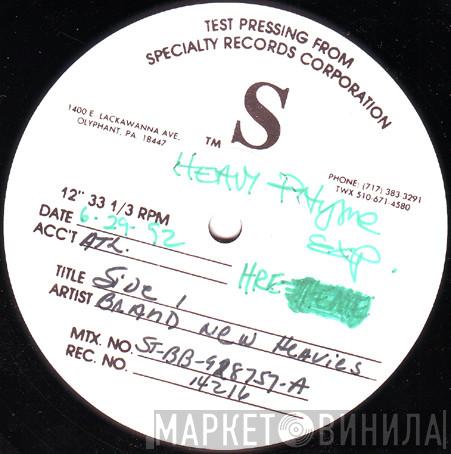 TEST PRESSING FROM
SPECIALTY RECORDS CORPORATION
S
TM
1400 E. LACKAWANNA AVE.
OLYPHANT, PA 18447
PHONE: (717) 383 3291
TWX 510-671-4580
HEAVY Rhyme
Exp.
12" 33 1/3 RPM
DATE 6-29-92
ACC'T ATL.
HRE-
TITLE Side 1
ARTIST BRAND New Heavies
MTX. NO. ST-BB-928757-A
REC. NO. 14216
МАРКЕТ ВИНИЛА